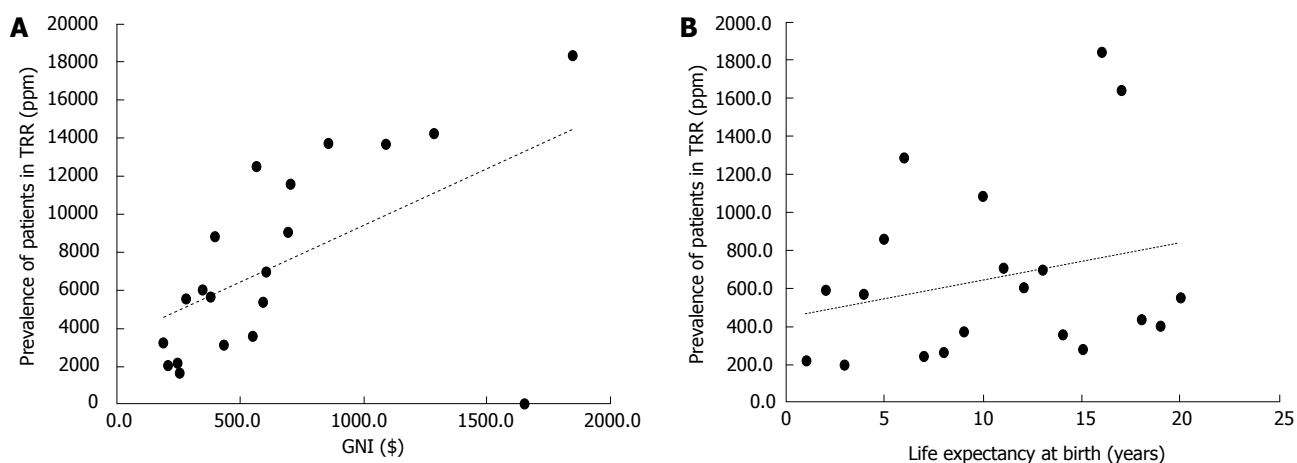 A
Prevalence of patients in TRR (ppm)
20000
18000
16000
14000
12000
10000
8000
6000
4000
2000
0
0.0 500.0 1000.0 1500.0 2000.0
GNI ($)
B
Prevalence of patients in TRR (ppm)
2000.0
1800.0
1600.0
1400.0
1200.0
1000.0
800.0
600.0
400.0
200.0
0.0
0 5 10 15 20 25
Life expectancy at birth (years)